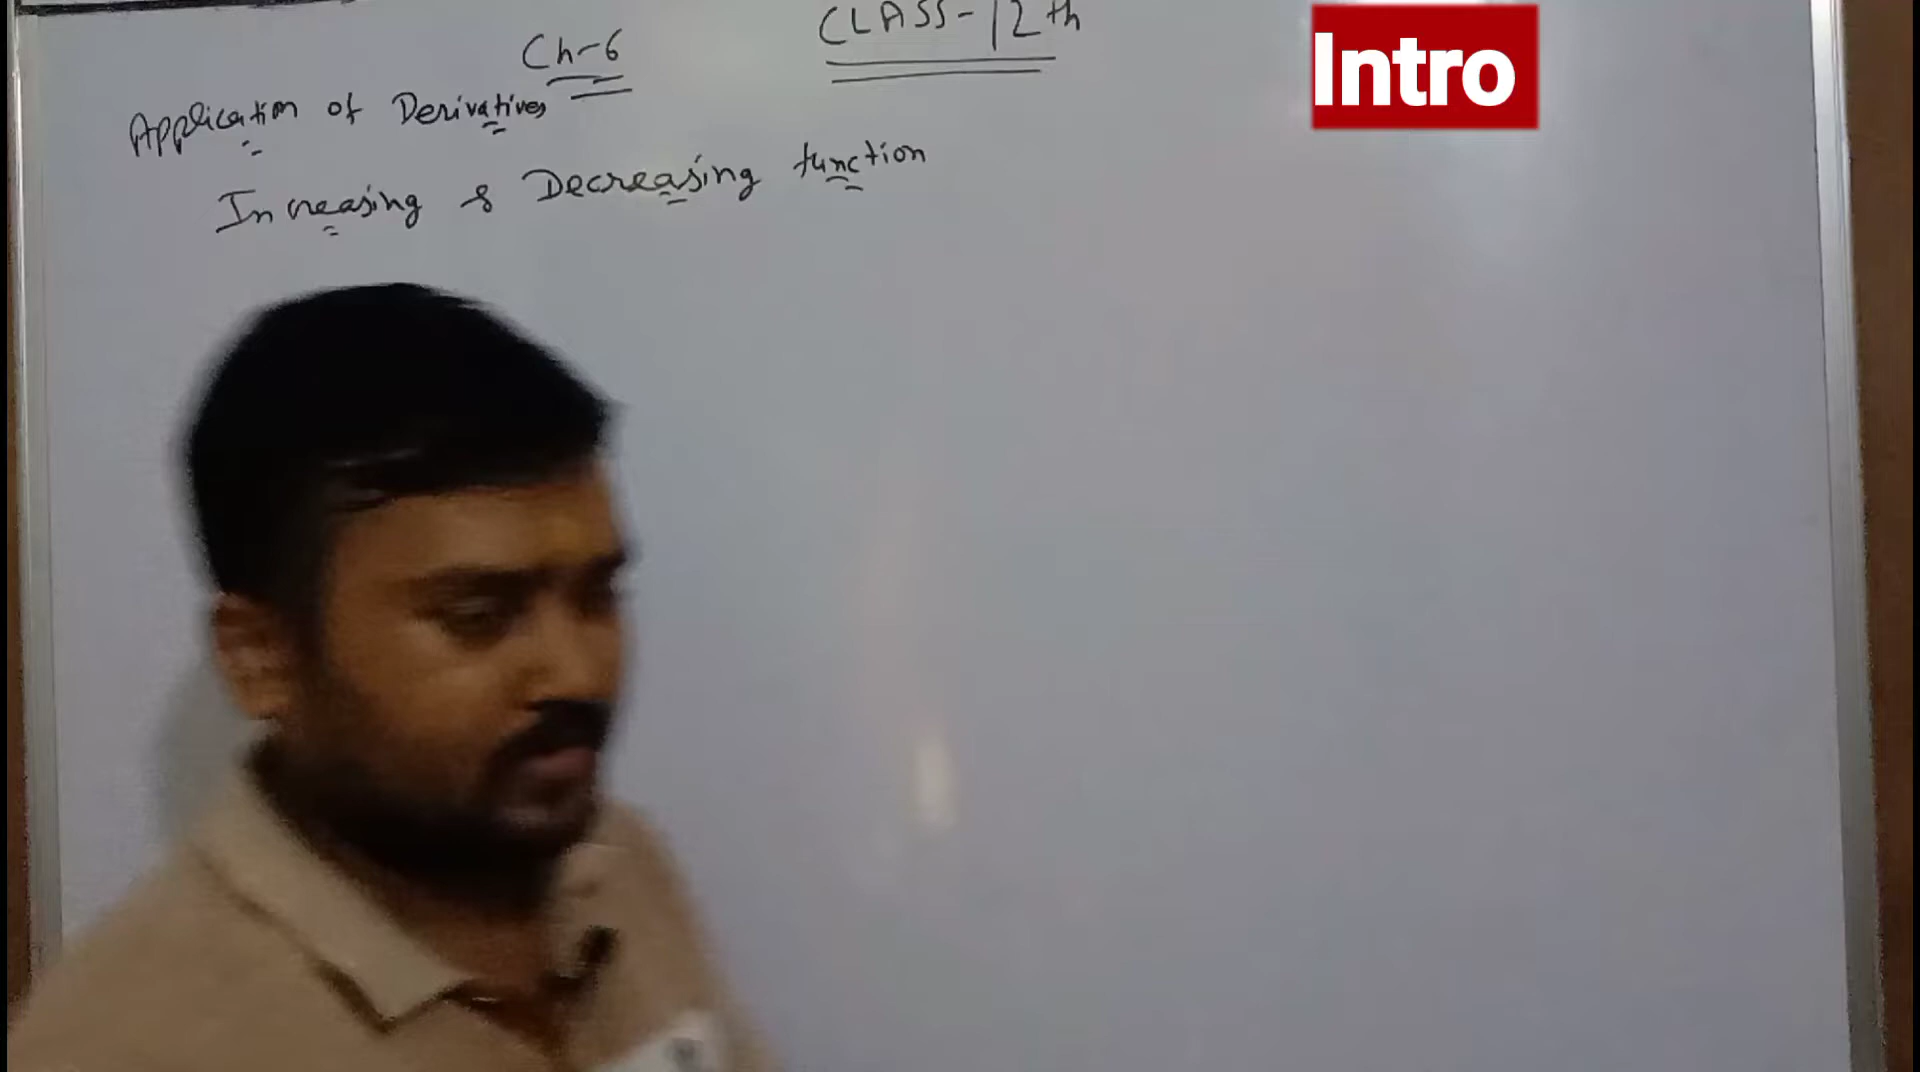 CLASS-12th
Intro
Ch-6
Application of Derivatives
Increasing & Decreasing function